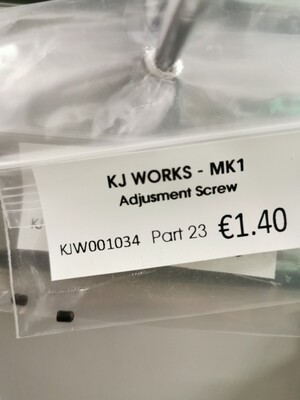 KJ WORKS - MK1
Adjusment Screw
KJW001034 Part 23 €1.40